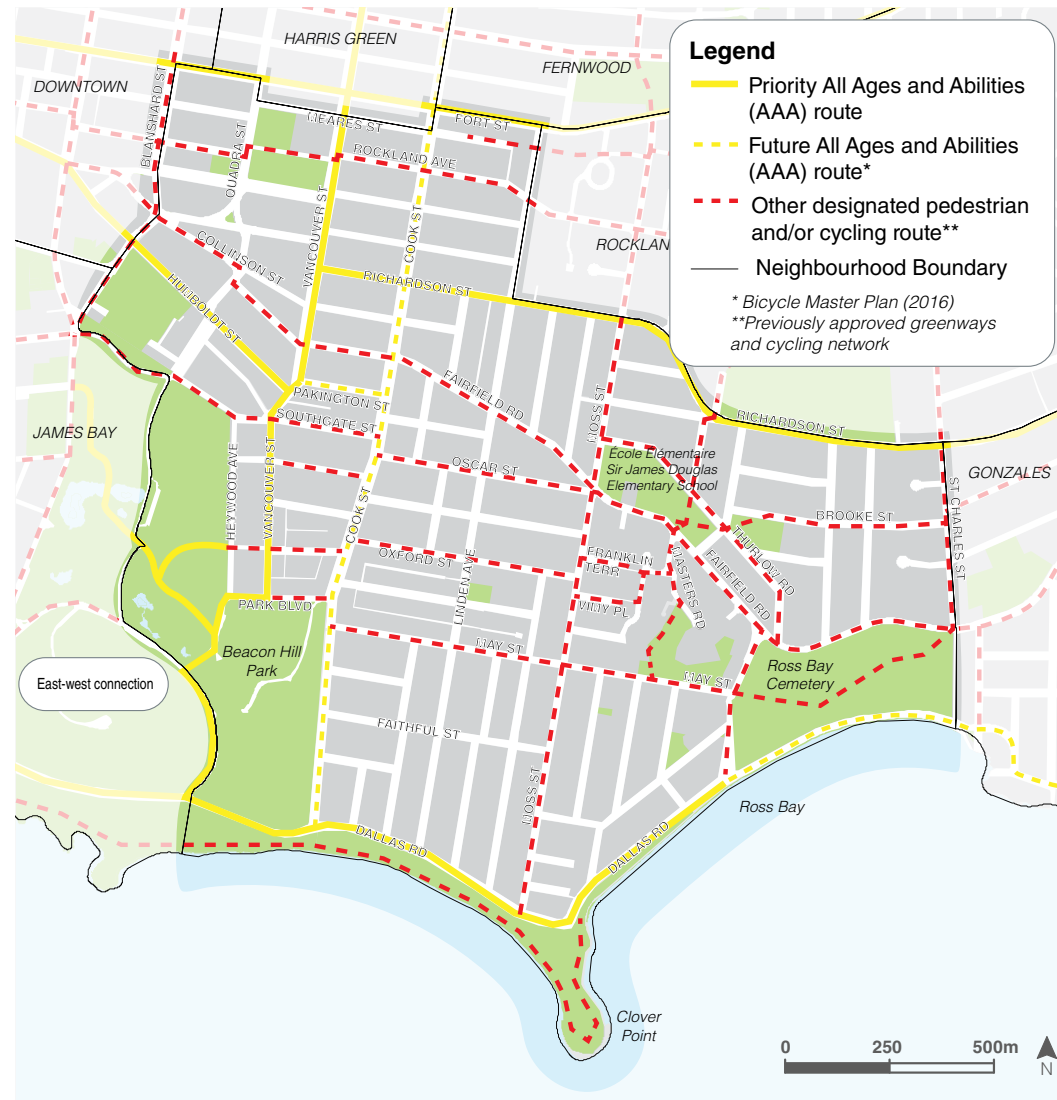 HARRIS GREEN
DOWNTOWN
FERNWOOD
Legend
Priority All Ages and Abilities
(AAA) route
Future All Ages and Abilities
(AAA) route*
Other designated pedestrian
and/or cycling route**
Neighbourhood Boundary
* Bicycle Master Plan (2016)
**Previously approved greenways
and cycling network
BLANSHARD ST
QUADRA ST
MEARES ST
FORT ST
ROCKLAND AVE
VANCOUVER ST
COOK ST
ROCKLAN
COLLINSON ST
HUMBOLDT ST
RICHARDSON ST
FAIRFIELD RD
PAKINGTON ST
SOUTHGATE ST
MOSS ST
RICHARDSON ST
JAMES BAY
HEYWOOD AVE
VANCOUVER ST
OSCAR ST
École Elémentaire
Sir James Douglas
Elementary School
GONZALES
COOK ST
BROOKE ST
ST CHARLES ST
OXFORD ST
LINDEN AVE
FRANKLIN
TERR
MASTERS RD
FAIRFIELD RD
THURLOW RD
PARK BLVD
VIMY PL
Beacon Hill
Park
MAY ST
MAY ST
Ross Bay
Cemetery
East-west connection
FAITHFUL ST
MOSS ST
DALLAS RD
DALLAS RD
Ross Bay
Clover
Point
0 250 500m
N